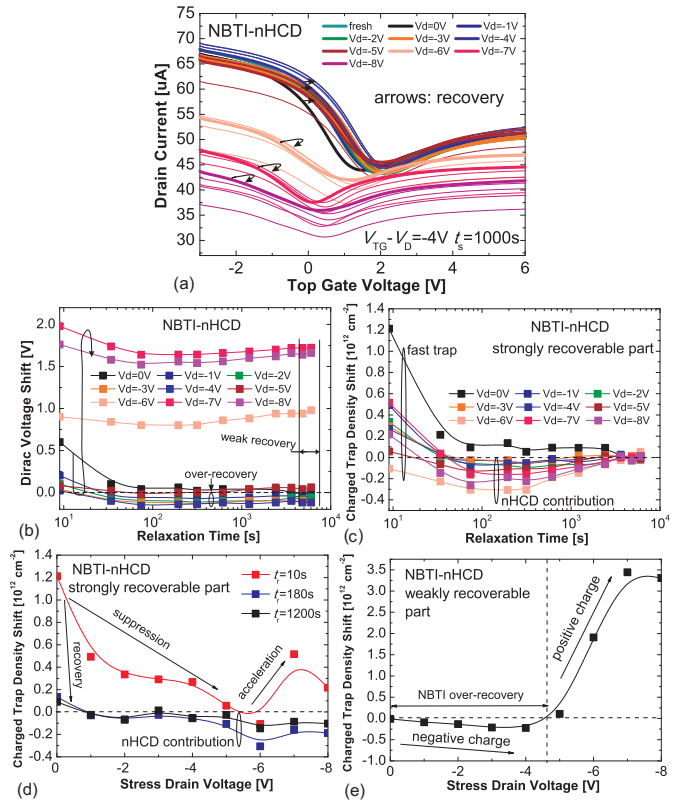 NBTI-nHCD
fresh Vd=0V Vd=-1V
Vd=-2V Vd=-3V Vd=-4V
Vd=-5V Vd=-6V Vd=-7V
Vd=-8V
arrows: recovery
V_TG-V_D=-4V t_s=1000s
Drain Current [uA]
75
70
65
60
55
50
45
40
35
30
-2 0 2 4 6
Top Gate Voltage [V]
(a)
NBTI-nHCD
Vd=0V Vd=-1V Vd=-2V
Vd=-3V Vd=-4V Vd=-5V
Vd=-6V Vd=-7V Vd=-8V
weak recovery
over-recovery
Dirac Voltage Shift [V]
2.0
1.5
1.0
0.5
0.0
10^1 10^2 10^3 10^4
Relaxation Time [s]
(b)
NBTI-nHCD
strongly recoverable part
fast trap
Vd=0V Vd=-1V Vd=-2V
Vd=-3V Vd=-4V Vd=-5V
Vd=-6V Vd=-7V Vd=-8V
nHCD contribution
Charged Trap Density Shift [10^12 cm^-2]
1.4
1.2
1.0
0.8
0.6
0.4
0.2
0.0
-0.2
-0.4
10^1 10^2 10^3 10^4
Relaxation Time [s]
(c)
NBTI-nHCD
strongly recoverable part
t_r=10s
t_r=180s
t_r=1200s
suppression
recovery
acceleration
nHCD contribution
Charged Trap Density Shift [10^12 cm^-2]
1.4
1.2
1.0
0.8
0.6
0.4
0.2
0.0
-0.2
-0.4
0 -2 -4 -6 -8
Stress Drain Voltage [V]
(d)
NBTI-nHCD
weakly recoverable
part
positive charge
NBTI over-recovery
negative charge
Charged Trap Density Shift [10^12 cm^-2]
3.5
3.0
2.5
2.0
1.5
1.0
0.5
0.0
-0.5
-1.0
0 -2 -4 -6 -8
Stress Drain Voltage [V]
(e)